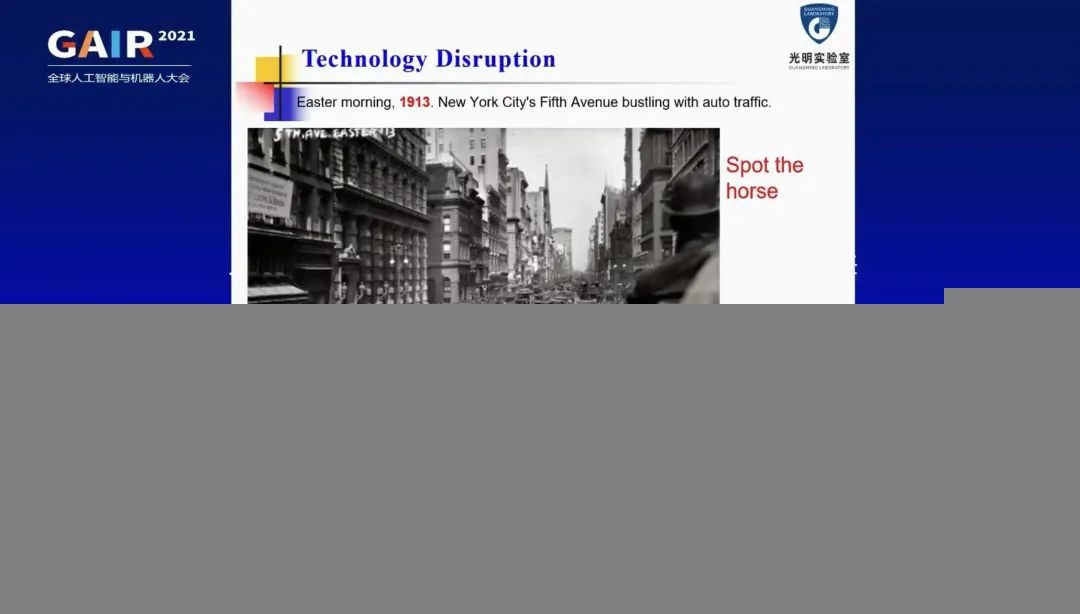 GAIR 2021
全球人工智能与机器人大会
Technology Disruption
GUANGMING
LABORATORY
光明实验室
GUANGMING LABORATORY
Easter morning, 1913. New York City's Fifth Avenue bustling with auto traffic.
5TH. AVE. EASTER '13
Spot the
horse